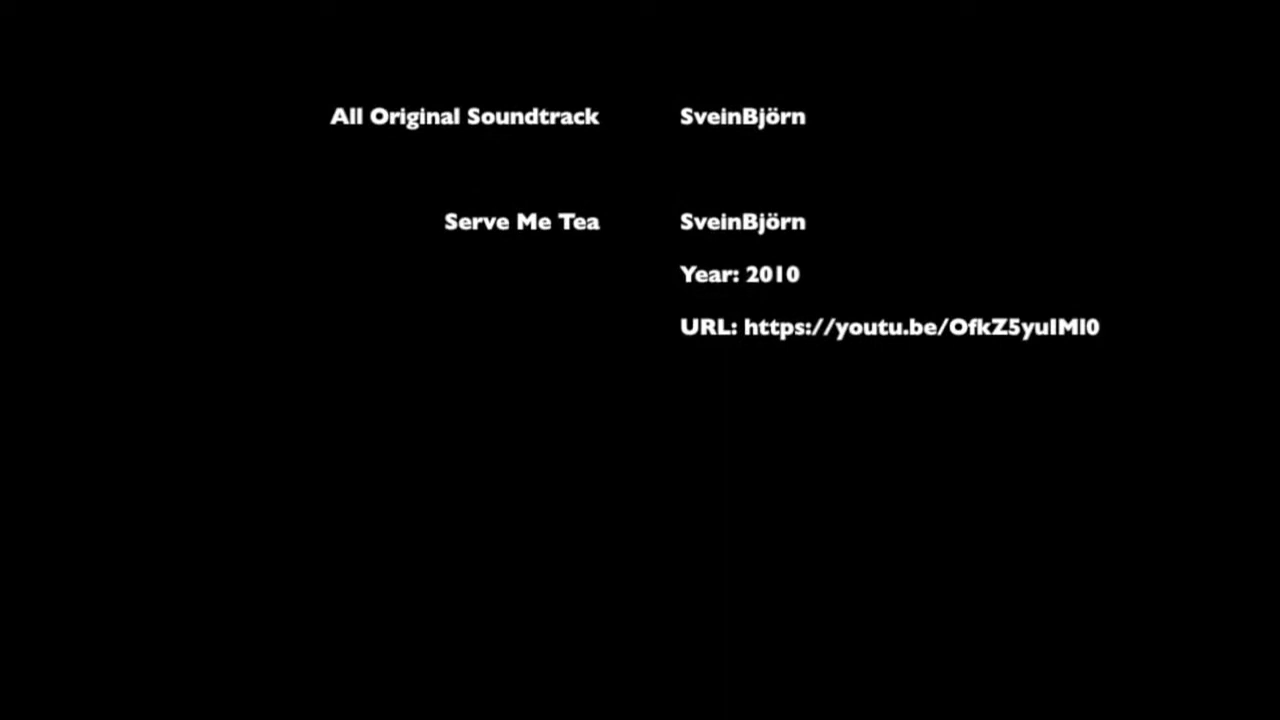 All Original Soundtrack SveinBjörn
Serve Me Tea SveinBjörn
Year: 2010
URL: https://youtu.be/OfkZ5yuIMl0